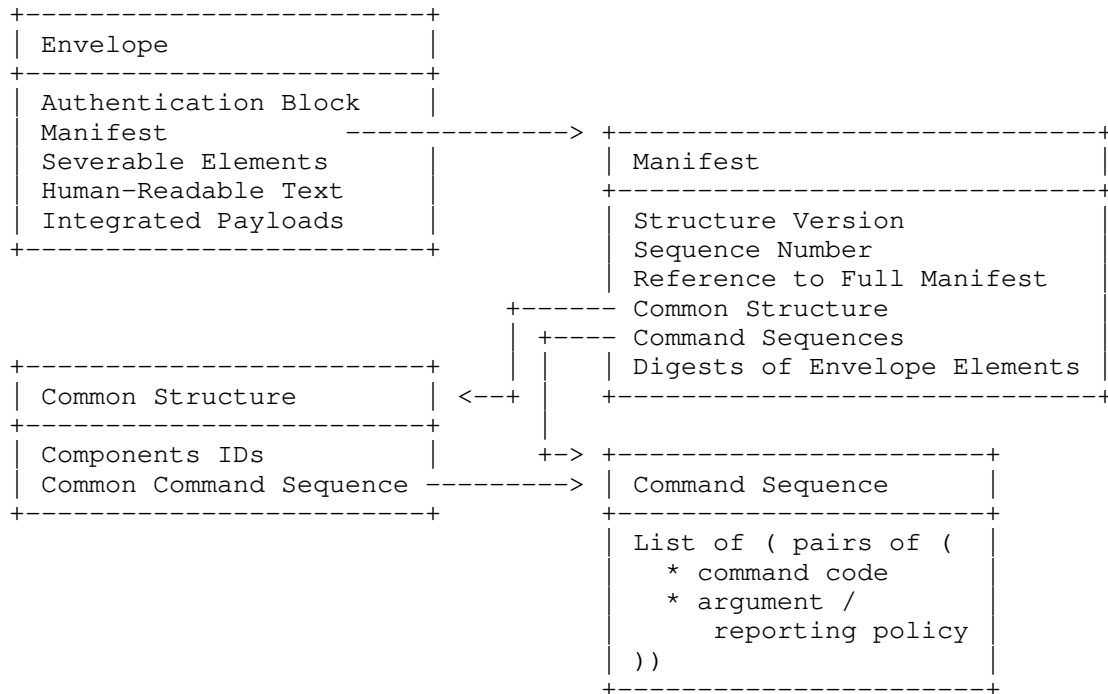 Envelope
Authentication Block
Manifest
Severable Elements
Human-Readable Text
Integrated Payloads
Manifest
Structure Version
Sequence Number
Reference to Full Manifest
Common Structure
Command Sequences
Digests of Envelope Elements
Common Structure
Components IDs
Common Command Sequence
Command Sequence
List of ( pairs of (
* command code
* argument /
reporting policy
))